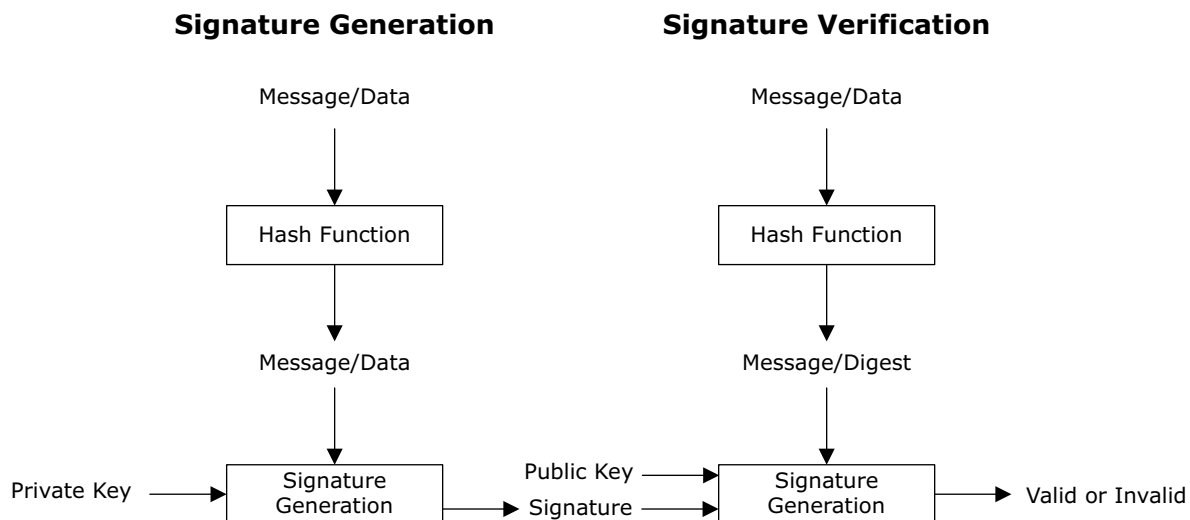 Signature Generation
Signature Verification
Message/Data
Message/Data
Hash Function
Hash Function
Message/Data
Message/Digest
Private Key
Signature
Generation
Public Key
Signature
Signature
Generation
Valid or Invalid